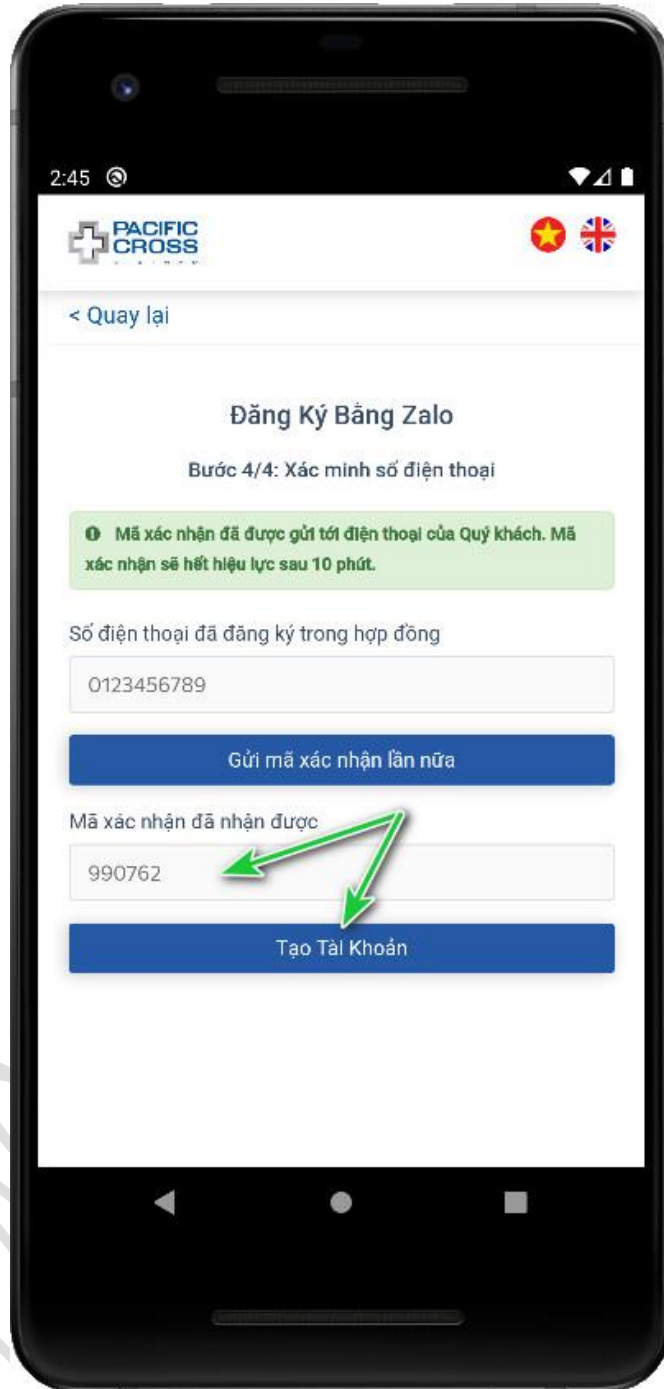 2:45
PACIFIC
CROSS
< Quay lại
Đăng Ký Bằng Zalo
Bước 4/4: Xác minh số điện thoại
Mã xác nhận đã được gửi tới điện thoại của Quý khách. Mã
xác nhận sẽ hết hiệu lực sau 10 phút.
Số điện thoại đã đăng ký trong hợp đồng
0123456789
Gửi mã xác nhận lần nữa
Mã xác nhận đã nhận được
990762
Tạo Tài Khoản